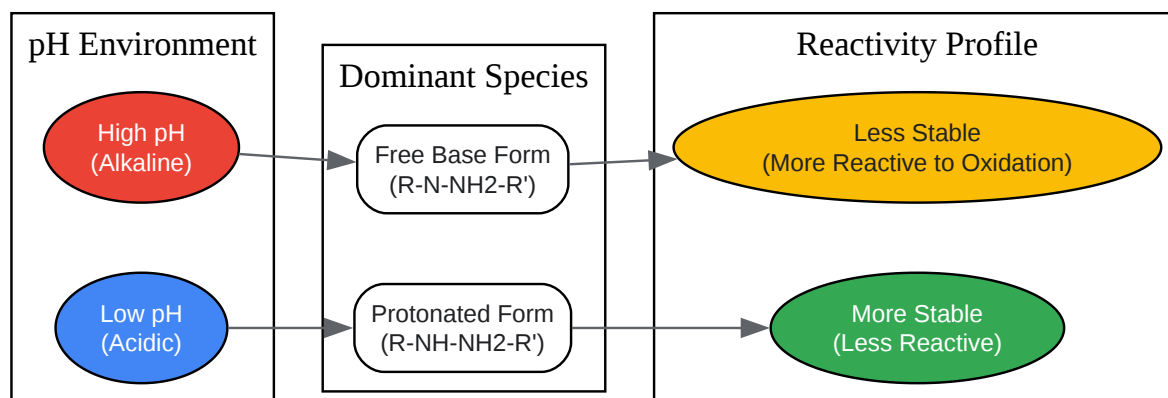 pH Environment
Dominant Species
Reactivity Profile
High pH
(Alkaline)
Free Base Form
(R-N-NH2-R')
Less Stable
(More Reactive to Oxidation)
Low pH
(Acidic)
Protonated Form
(R-NH-NH2-R')
More Stable
(Less Reactive)